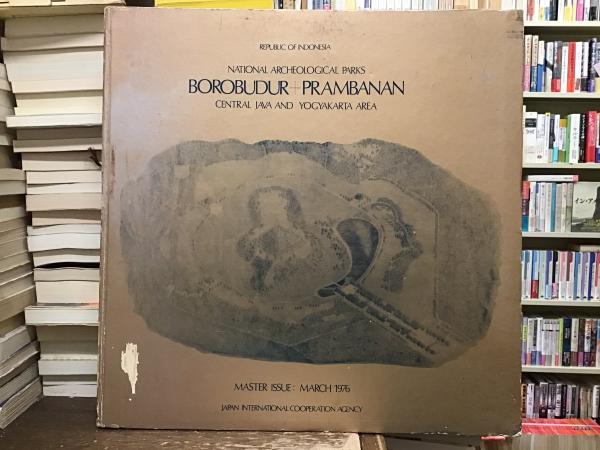 REPUBLIC OF INDONESIA
NATIONAL ARCHEOLOGICAL PARKS
BOROBUDUR + PRAMBANAN
CENTRAL JAVA AND YOGYAKARTA AREA
MASTER ISSUE: MARCH 1976
JAPAN INTERNATIONAL COOPERATION AGENCY